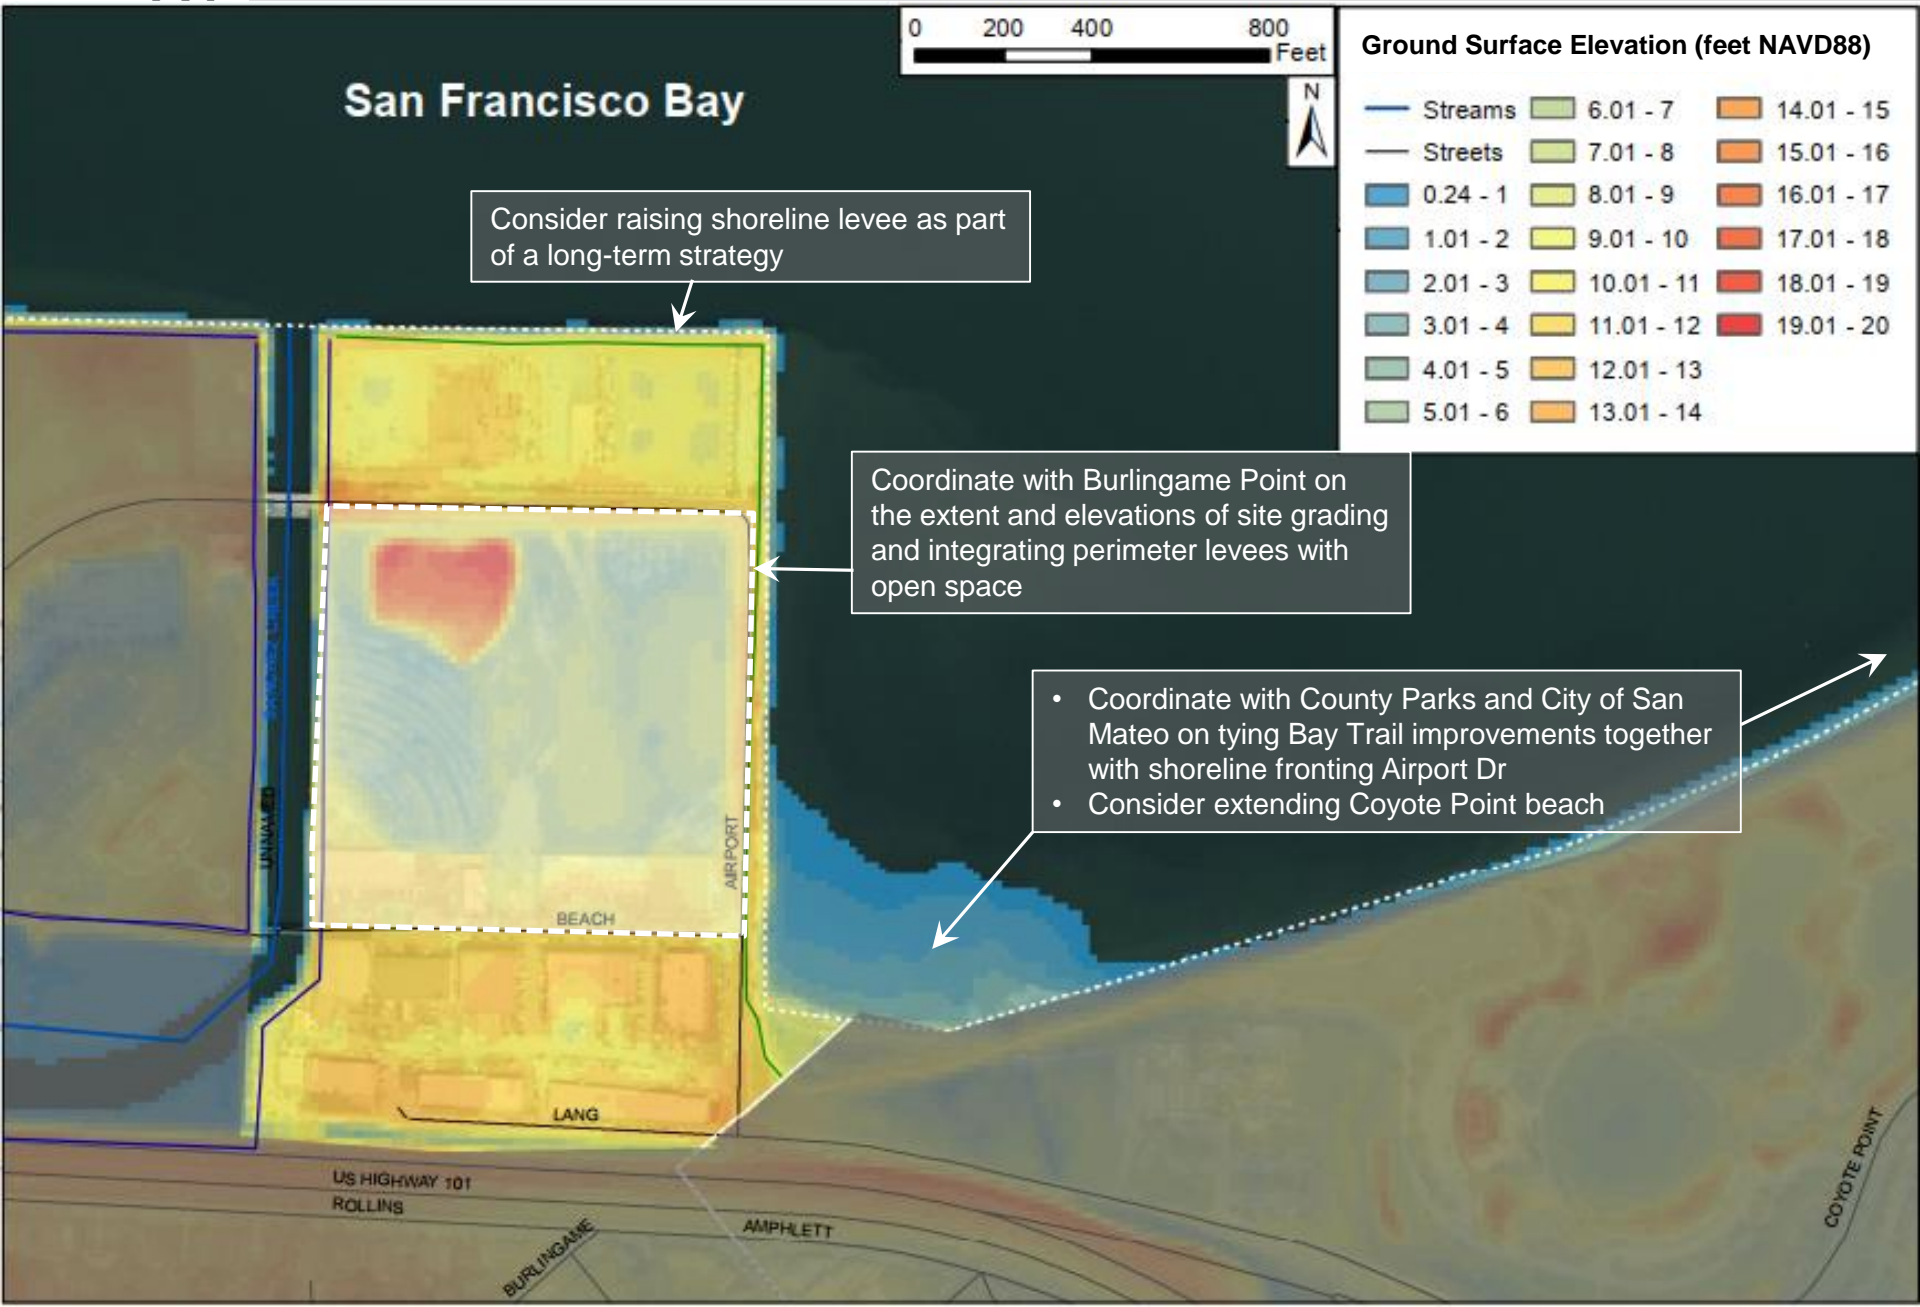 0 200 400 800
Feet
N
San Francisco Bay
Ground Surface Elevation (feet NAVD88)
Streams
Streets
0.24 - 1
1.01 - 2
2.01 - 3
3.01 - 4
4.01 - 5
5.01 - 6
6.01 - 7
7.01 - 8
8.01 - 9
9.01 - 10
10.01 - 11
11.01 - 12
12.01 - 13
13.01 - 14
14.01 - 15
15.01 - 16
16.01 - 17
17.01 - 18
18.01 - 19
19.01 - 20
Consider raising shoreline levee as part
of a long-term strategy
Coordinate with Burlingame Point on
the extent and elevations of site grading
and integrating perimeter levees with
open space
• Coordinate with County Parks and City of San
Mateo on tying Bay Trail improvements together
with shoreline fronting Airport Dr
• Consider extending Coyote Point beach
UNNAMED
AIRPORT
BEACH
LANG
US HIGHWAY 101
ROLLINS
BURLINGAME
AMPHLETT
COYOTE POINT